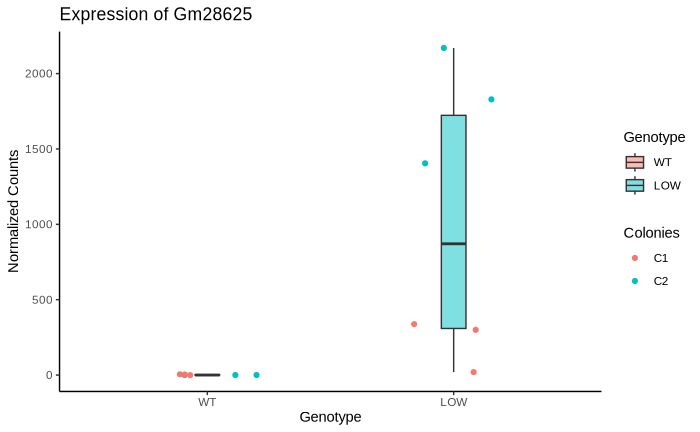 Expression of Gm28625
Normalized Counts
2000
1500
1000
500
0
WT
LOW
Genotype
Genotype
WT
LOW
Colonies
C1
C2